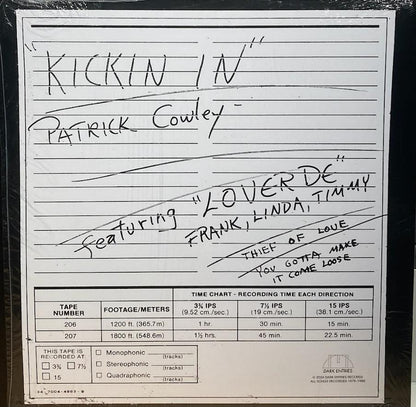 "KICKIN IN"
PATRICK Cowley -
featuring "LOVERDE"
FRANK, LINDA, TIMMY
THIEF OF LOVE
YOU GOTTA MAKE
IT COME LOOSE
TIME CHART - RECORDING TIME EACH DIRECTION
TAPE NUMBER FOOTAGE/METERS 3¾ IPS (9.52 cm./sec.) 7½ IPS (19 cm./sec.) 15 IPS (38.1 cm./sec.)
206 1200 ft. (365.7m) 1 hr. 30 min. 15 min.
207 1800 ft. (548.6m) 1½ hrs. 45 min. 22.5 min.
THIS TAPE IS
RECORDED AT
3¾ 7½
15
Monophonic (tracks)
Stereophonic (tracks)
Quadraphonic (tracks)
DARK ENTRIES